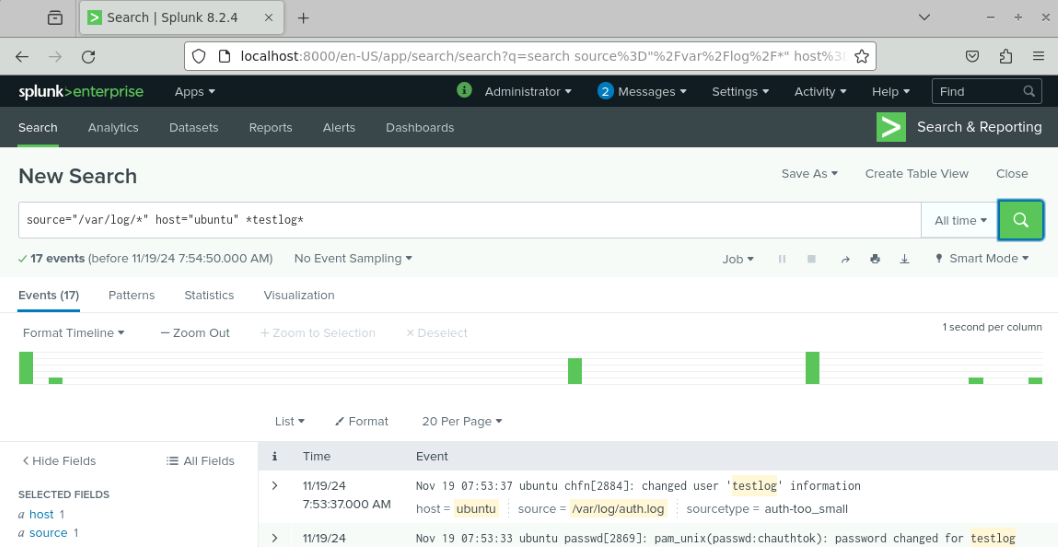 Search | Splunk 8.2.4
localhost:8000/en-US/app/search/search?q=search source%3D"%2Fvar%2Flog%2F*" host%3
splunk>enterprise Apps Administrator 2 Messages Settings Activity Help Find
Search Analytics Datasets Reports Alerts Dashboards Search & Reporting
New Search Save As Create Table View Close
source="/var/log/*" host="ubuntu" *testlog* All time
17 events (before 11/19/24 7:54:50.000 AM) No Event Sampling Job Smart Mode
Events (17) Patterns Statistics Visualization
Format Timeline — Zoom Out + Zoom to Selection × Deselect 1 second per column
List Format 20 Per Page
< Hide Fields All Fields i Time Event
SELECTED FIELDS
a host 1
a source 1
> 11/19/24 Nov 19 07:53:37 ubuntu chfn[2884]: changed user 'testlog' information
7:53:37.000 AM host = ubuntu source = /var/log/auth.log sourcetype = auth-too_small
> 11/19/24 Nov 19 07:53:33 ubuntu passwd[2869]: pam_unix(passwd:chauthtok): password changed for testlog